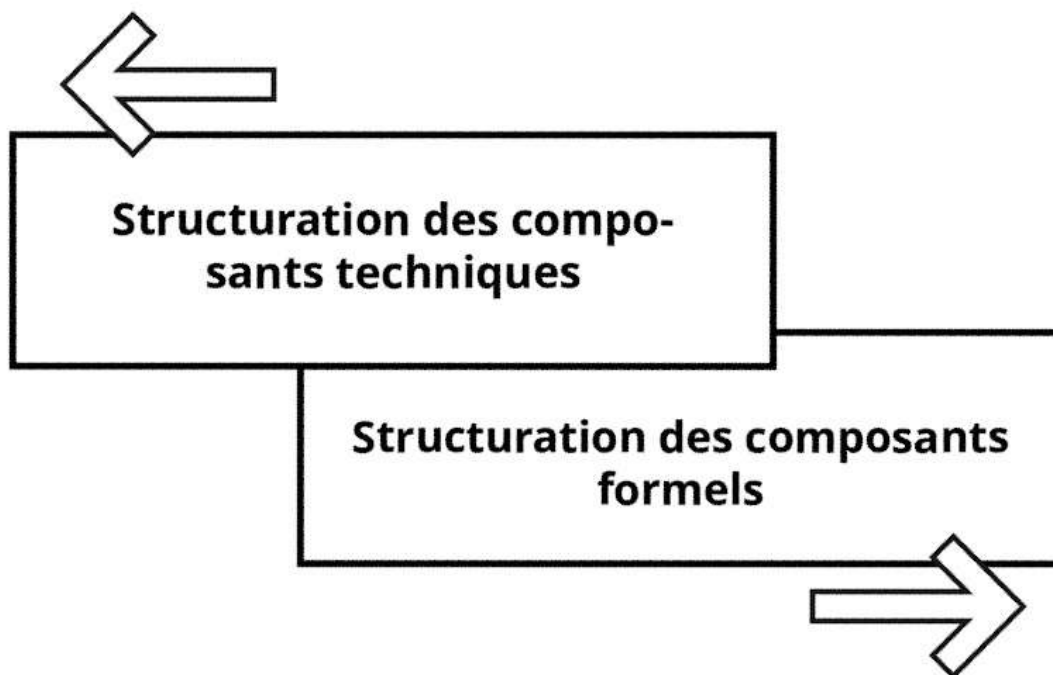 Structuration des compo-
sants techniques
Structuration des composants
formels